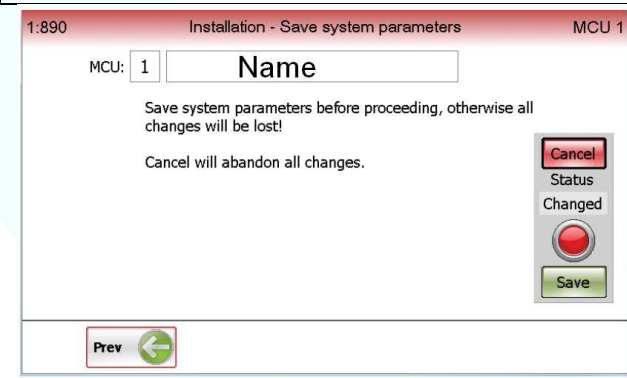 1:890 Installation - Save system parameters MCU 1
MCU: 1 Name
Save system parameters before proceeding, otherwise all
changes will be lost!
Cancel will abandon all changes.
Cancel
Status
Changed
Save
Prev